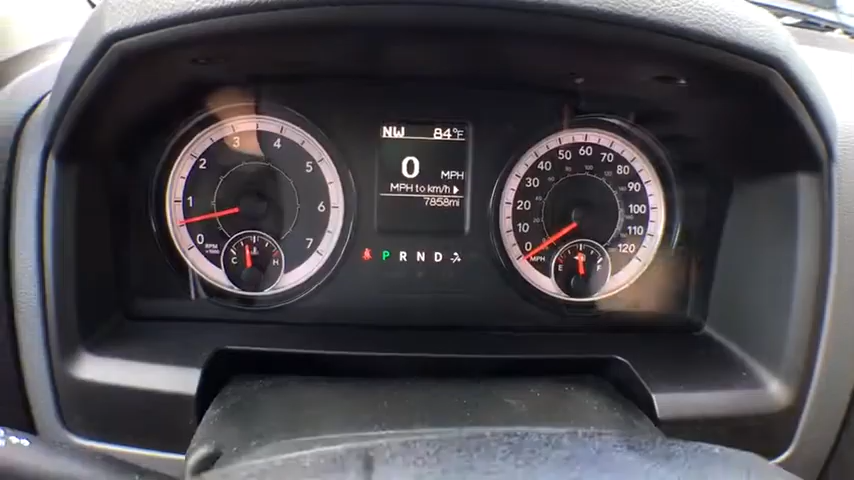 NW 84°F
0 MPH
MPH to km/h ▸
7858mi
P R N D
0 1 2 3 4 5 6 7
RPM x1000
C H
0 10 20 30 40 50 60 70 80 90 100 110 120
MPH
E F